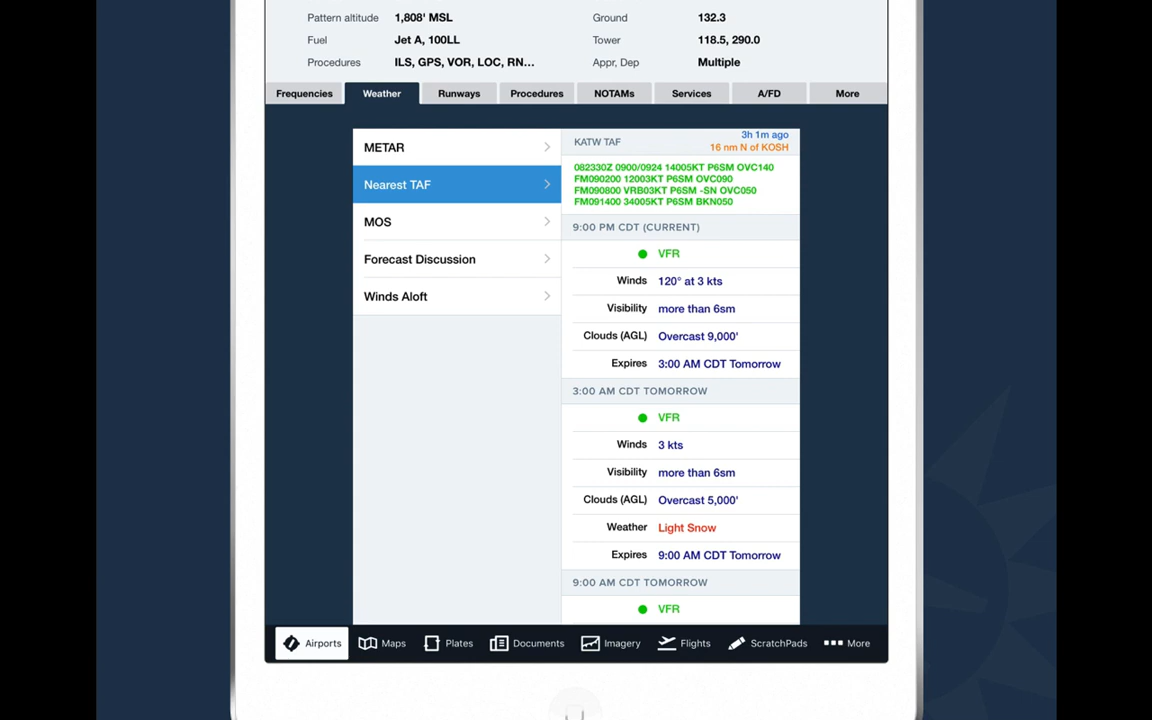 Pattern altitude 1,808' MSL Ground 132.3
Fuel Jet A, 100LL Tower 118.5, 290.0
Procedures ILS, GPS, VOR, LOC, RN... Appr, Dep Multiple
Frequencies Weather Runways Procedures NOTAMs Services A/FD More
METAR
Nearest TAF
MOS
Forecast Discussion
Winds Aloft
KATW TAF 3h 1m ago
16 nm N of KOSH
082330Z 0900/0924 14005KT P6SM OVC140
FM090200 12003KT P6SM OVC090
FM090800 VRB03KT P6SM -SN OVC050
FM091400 34005KT P6SM BKN050
9:00 PM CDT (CURRENT)
VFR
Winds 120° at 3 kts
Visibility more than 6sm
Clouds (AGL) Overcast 9,000'
Expires 3:00 AM CDT Tomorrow
3:00 AM CDT TOMORROW
VFR
Winds 3 kts
Visibility more than 6sm
Clouds (AGL) Overcast 5,000'
Weather Light Snow
Expires 9:00 AM CDT Tomorrow
9:00 AM CDT TOMORROW
VFR
Airports Maps Plates Documents Imagery Flights ScratchPads More